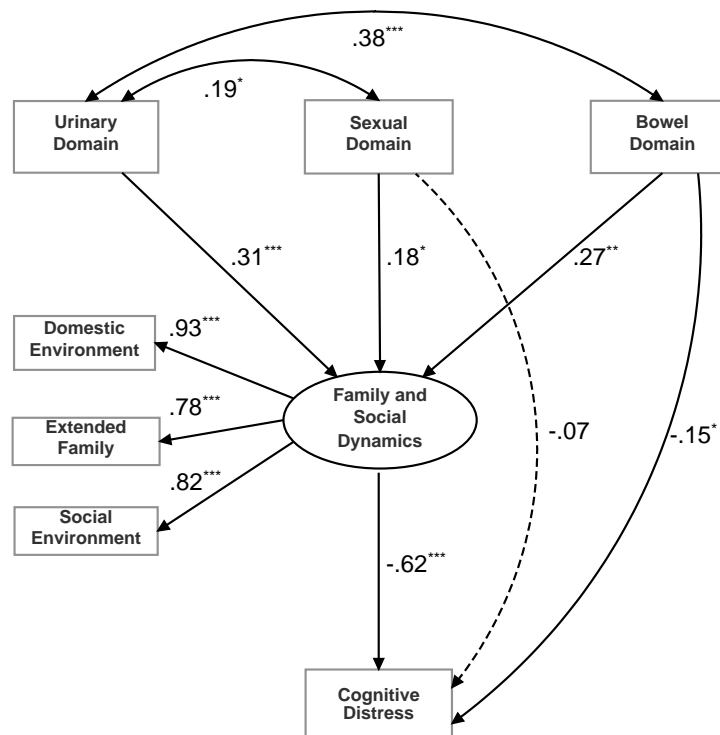 .38***
.19*
Urinary
Domain
Sexual
Domain
Bowel
Domain
.31***
.18*
.27**
Domestic
Environment
.93***
Extended
Family
.78***
Social
Environment
.82***
Family and
Social
Dynamics
-.07
-.15*
-.62***
Cognitive
Distress